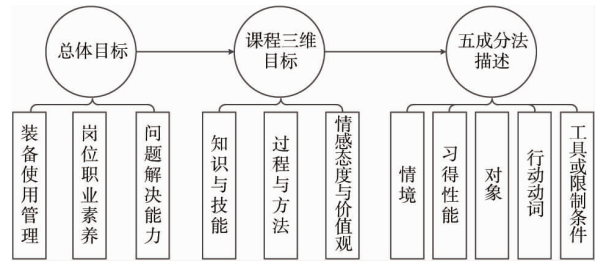 总体目标
课程三维
目标
五成分法
描述
装备使用管理
岗位职业素养
问题解决能力
知识与技能
过程与方法
情感态度与价值观
情境
习得性能
对象
行动动词
工具或限制条件